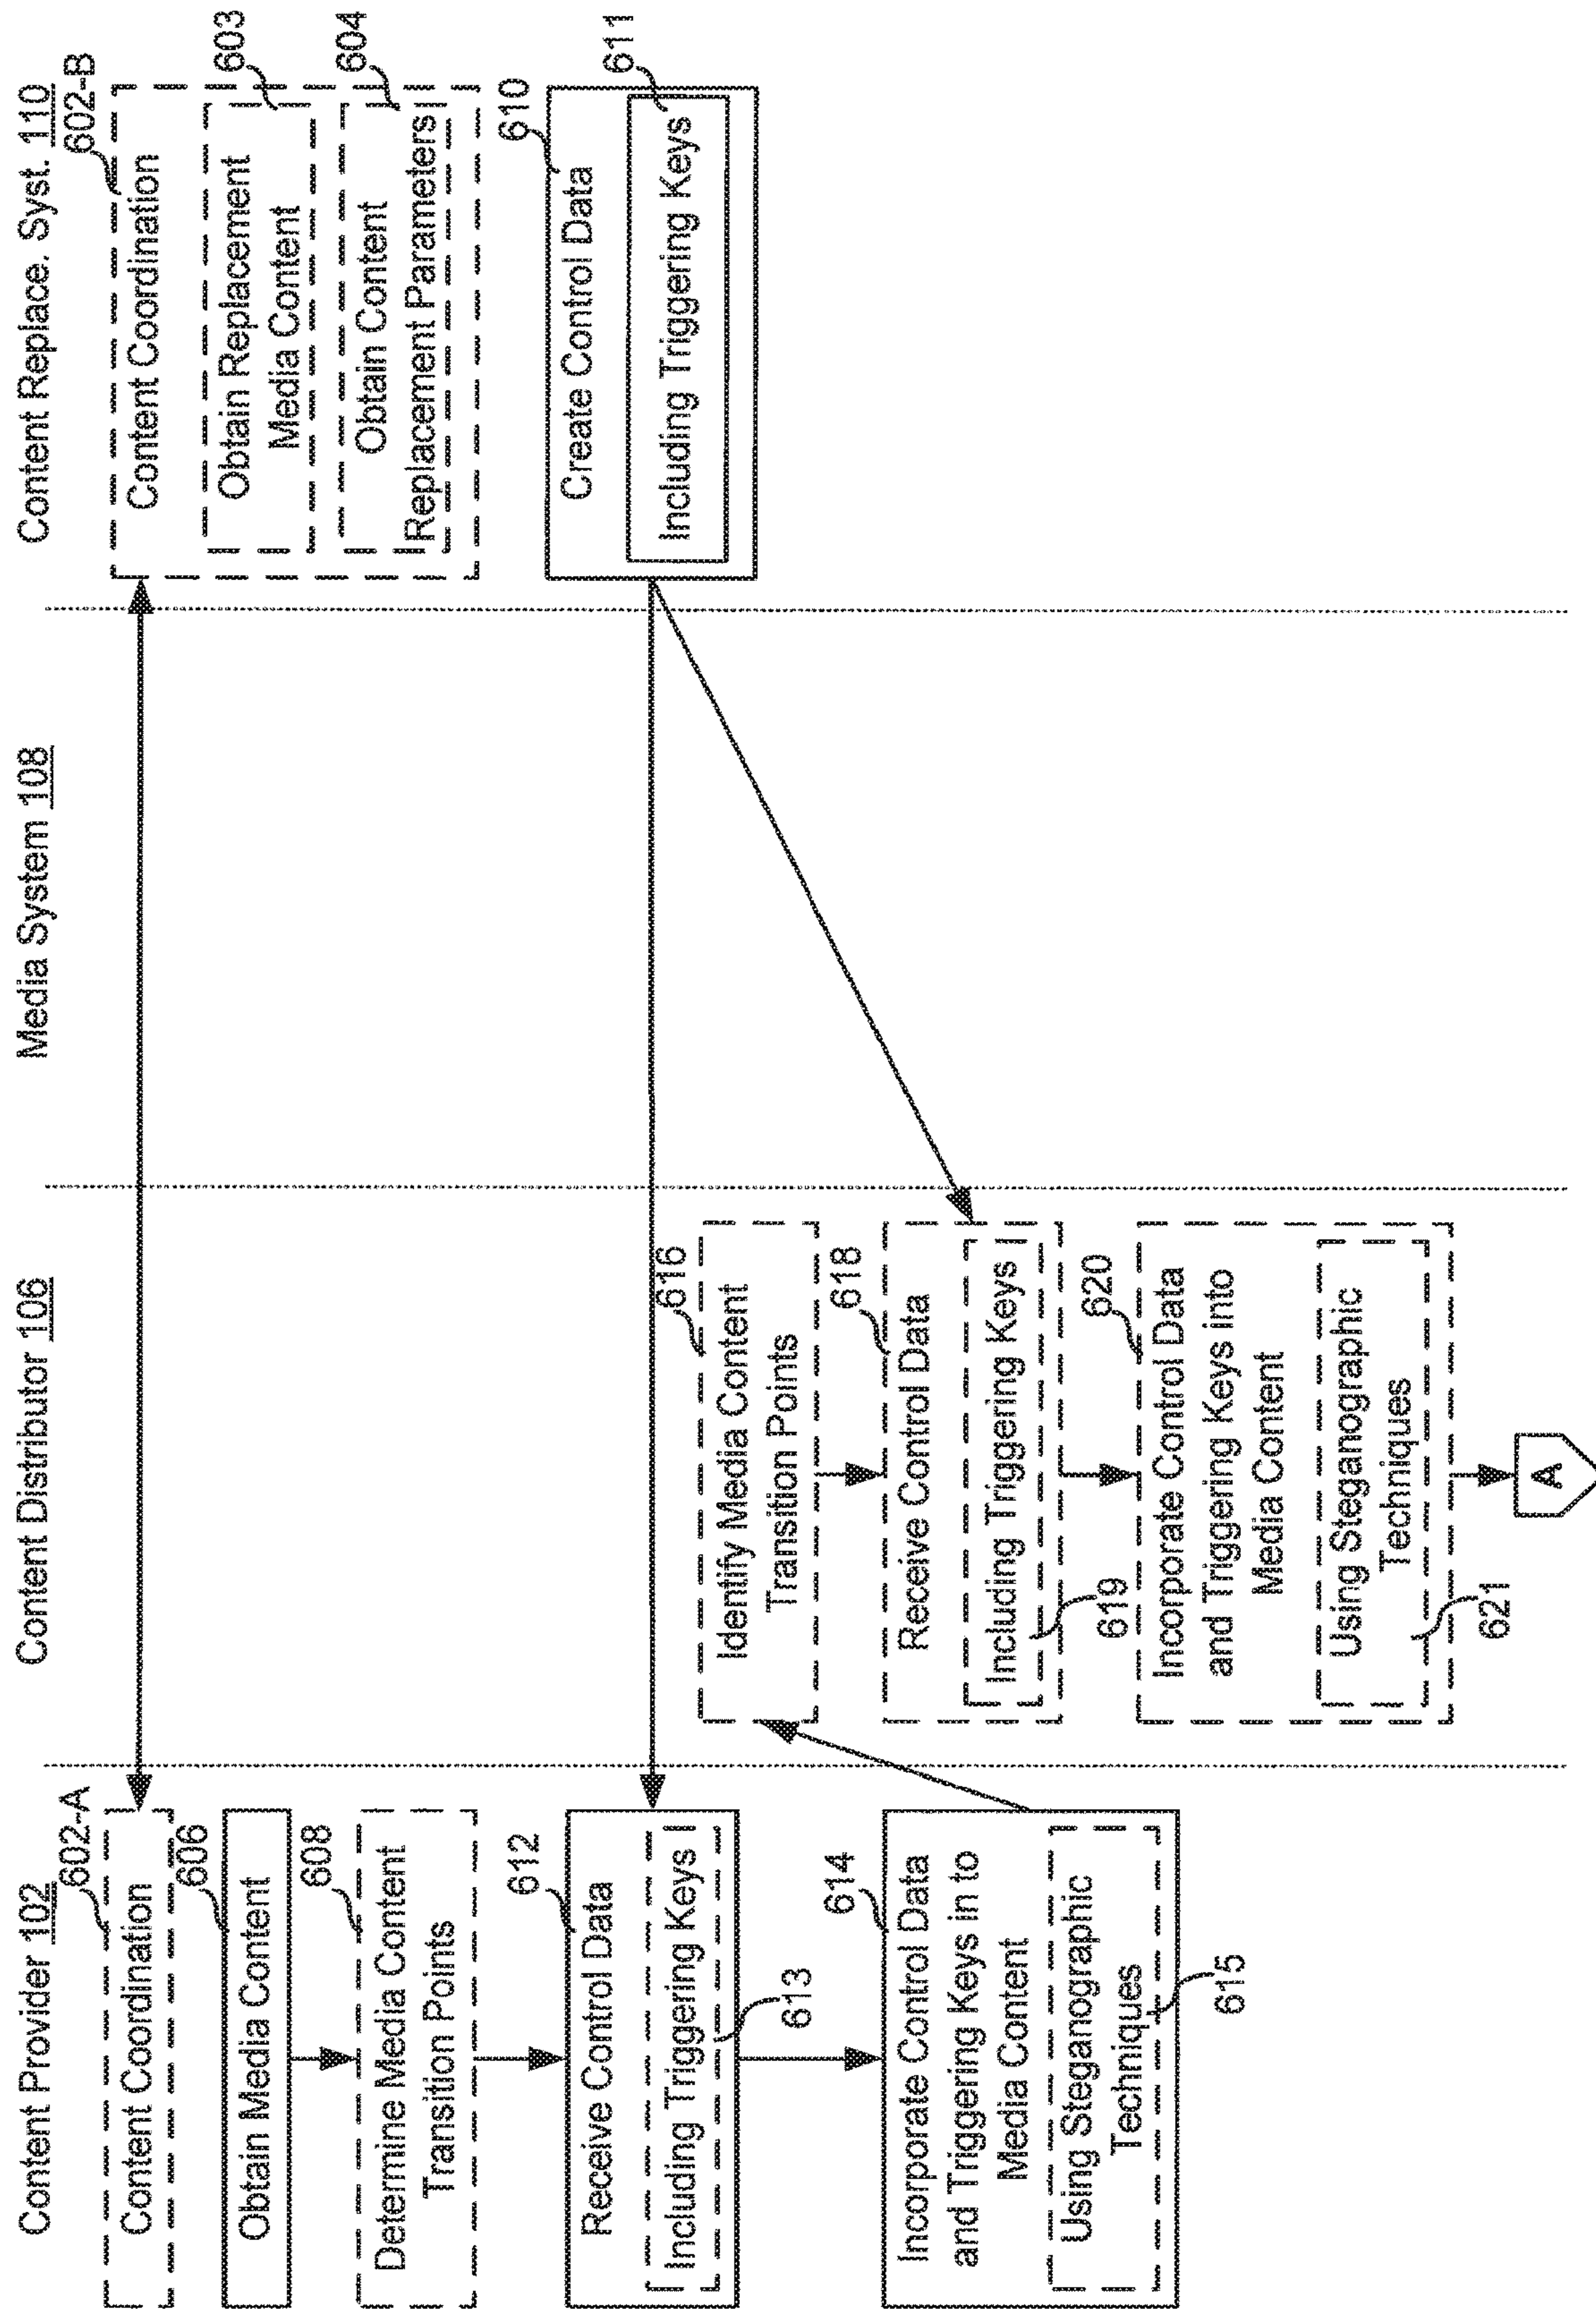 Content Provider 102
602-A
Content Coordination
606
Obtain Media Content
608
Determine Media Content
Transition Points
612
Receive Control Data
Including Triggering Keys
613
614
Incorporate Control Data
and Triggering Keys in to
Media Content
Using Steganographic
Techniques
615
Content Distributor 106
616
Identify Media Content
Transition Points
618
Receive Control Data
Including Triggering Keys
619
620
Incorporate Control Data
and Triggering Keys into
Media Content
Using Steganographic
Techniques
621
A
Media System 108
Content Replace. Syst. 110
602-B
Content Coordination
603
Obtain Replacement
Media Content
604
Obtain Content
Replacement Parameters
610
Create Control Data
611
Including Triggering Keys